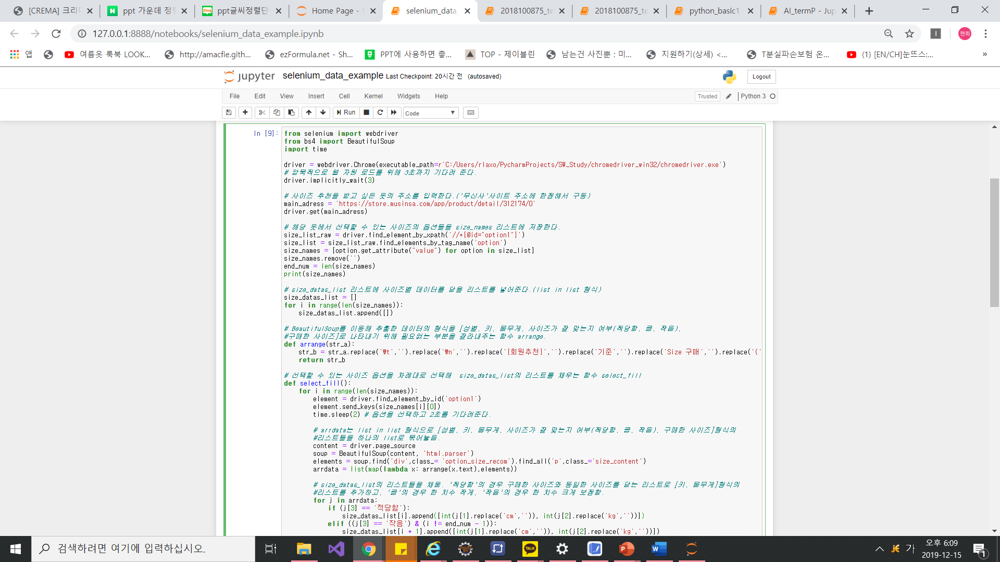 [CREMA] 크리
ppt 가운데 정렬
ppt글씨정렬단
Home Page - S
selenium_data_
2018100875_te
2018100875_te
python_basic1
AI_termP - Jup
127.0.0.1:8888/notebooks/selenium_data_example.ipynb
현희
앱
여름옷 룩북 LOOK...
http://amacfie.gith...
ezFormula.net - Sh...
PPT에 사용하면 좋...
TOP - 제이블린
남는건 사진뿐 : 미...
지원하기(상세) <...
T분실파손보험 온...
(1) [EN/CH]눈뜨스:...
»
jupyter selenium_data_example Last Checkpoint: 20시간 전 (autosaved)
Logout
File Edit View Insert Cell Kernel Widgets Help
Trusted
Python 3
Run
Code
In [9]:
from selenium import webdriver
from bs4 import BeautifulSoup
import time
driver = webdriver.Chrome(executable_path=r'C:/Users/rlaxo/PycharmProjects/SW_Study/chromedriver_win32/chromedriver.exe')
# 암묵적으로 웹 자원 로드를 위해 3초까지 기다려 준다.
driver.implicitly_wait(3)
# 사이즈 추천을 받고 싶은 옷의 주소를 입력한다.('무신사'사이트 주소에 한정해서 구동)
main_adress = 'https://store.musinsa.com/app/product/detail/312174/0'
driver.get(main_adress)
# 해당 옷에서 선택할 수 있는 사이즈의 옵션들을 size_names 리스트에 저장한다.
size_list_raw = driver.find_element_by_xpath('//*[@id="option1"]')
size_list = size_list_raw.find_elements_by_tag_name('option')
size_names = [option.get_attribute("value") for option in size_list]
size_names.remove('')
end_num = len(size_names)
print(size_names)
# size_datas_list 리스트에 사이즈별 데이터를 담을 리스트를 넣어준다.(list in list 형식)
size_datas_list = []
for i in range(len(size_names)):
size_datas_list.append([])
# BeautifulSoup를 이용해 추출한 데이터의 형식을 [성별, 키, 몸무게, 사이즈가 잘 맞는지 여부(적당함, 큼, 작음),
#구매한 사이즈]로 나타내기 위해 필요없는 부분을 잘라내주는 함수 arrange.
def arrange(str_a):
str_b = str_a.replace('₩t','').replace('₩n','').replace('[회원추천]','').replace('기준','').replace('Size 구매','').replace('('
return str_b
# 선택할 수 있는 사이즈 옵션을 차례대로 선택해  size_datas_list의 리스트를 채우는 함수 select_fill
def select_fill():
for i in range(len(size_names)):
element = driver.find_element_by_id('option1')
element.send_keys(size_names[i][0])
time.sleep(2) # 옵션을 선택하고 2초를 기다려준다.
# arrdata는 list in list 형식으로 [성별, 키, 몸무게, 사이즈가 잘 맞는지 여부(적당함, 큼, 작음), 구매한 사이즈]형식의
#리스트들을 하나의 list로 묶어놓음.
content = driver.page_source
soup = BeautifulSoup(content, 'html.parser')
elements = soup.find('div',class_= 'option_size_recom').find_all('p',class_='size_content')
arrdata = list(map(lambda x: arrange(x.text),elements))
# size_datas_list의 리스트들을 채움. '적당함'의 경우 구매한 사이즈와 동일한 사이즈를 담는 리스트로 [키, 몸무게]형식의
#리스트를 추가하고, '큼'의 경우 한 치수 작게, '작음'의 경우 한 치수 크게 보정함.
for j in arrdata:
if (j[3] == '적당함'):
size_datas_list[i].append([int(j[1].replace('cm','')), int(j[2].replace('kg',''))])
elif ((j[3] == '작음') & (i != end_num - 1)):
size_datas_list[i + 1].append([int(j[1].replace('cm','')), int(j[2].replace('kg',''))])
검색하려면 여기에 입력하십시오.
TALK
가
오후 6:09
2019-12-15
1